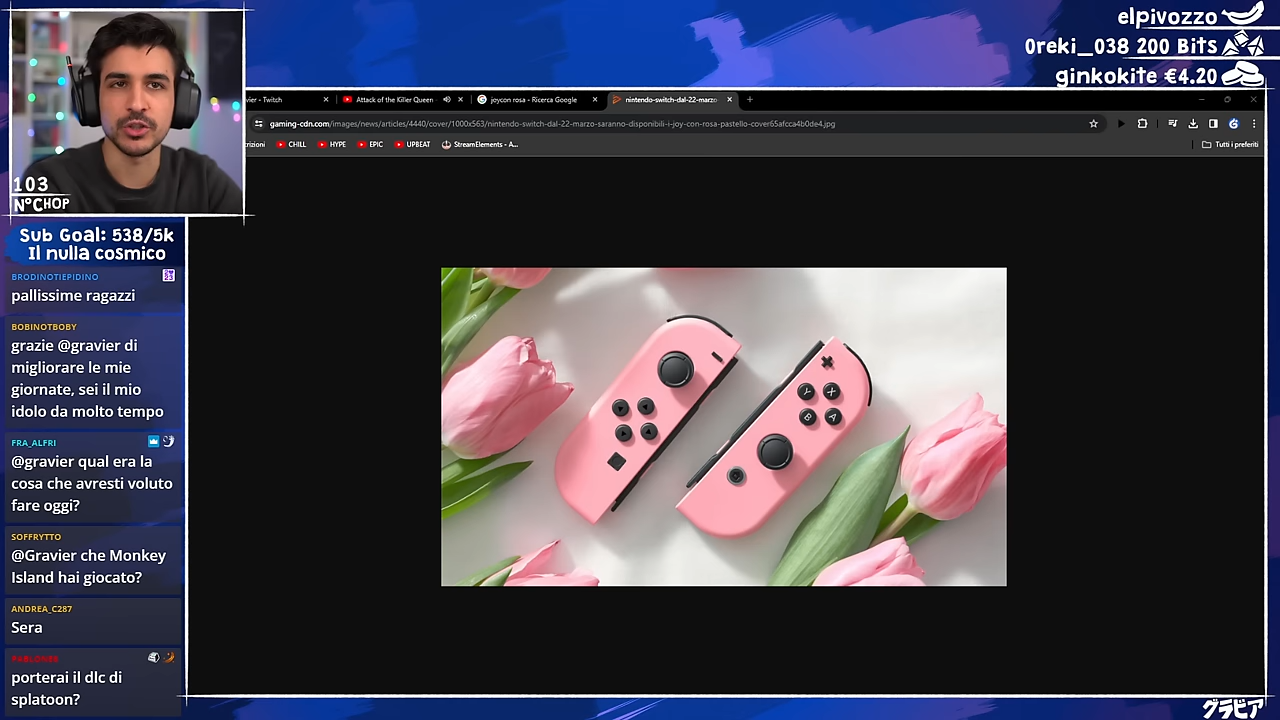 elpivozzo
0reki_038 200 Bits
ginkokite €4.20
vier - Twitch
Attack of the Killer Queen
joycon rosa - Ricerca Google
nintendo-switch-dal-22-marzo
gaming-cdn.com/images/news/articles/4440/cover/1000x563/nintendo-switch-dal-22-marzo-saranno-disponibili-i-joy-con-rosa-pastello-cover65afcca4b0de4.jpg
crizioni CHILL HYPE EPIC UPBEAT StreamElements - A...
Tutti i preferiti
103
N°CHOP
Sub Goal: 538/5k
Il nulla cosmico
BRODINOTIEPIDINO
pallissime ragazzi
BOBINOTBOBY
grazie @gravier di
migliorare le mie
giornate, sei il mio
idolo da molto tempo
FRA_ALFRI
@gravier qual era la
cosa che avresti voluto
fare oggi?
SOFFRYTTO
@Gravier che Monkey
Island hai giocato?
ANDREA_C287
Sera
porterai il dlc di
splatoon?
Y X
B A
グラビア